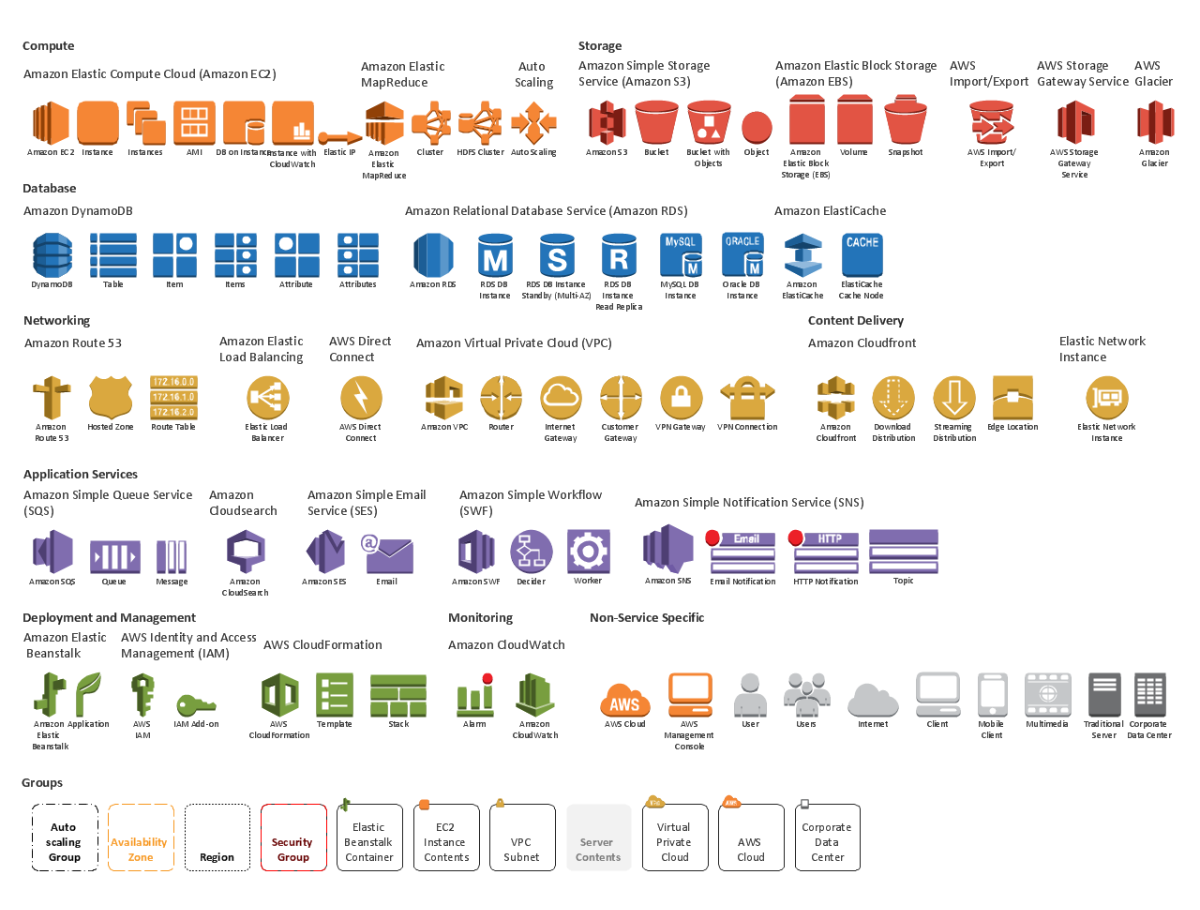 Compute
Amazon Elastic Compute Cloud (Amazon EC2)
Amazon Elastic
MapReduce
Auto
Scaling
Amazon EC2
Instance
Instances
AMI
DB on Instance
Instance with
CloudWatch
Elastic IP
Amazon
Elastic
MapReduce
Cluster
HDFS Cluster
Auto Scaling
Storage
Amazon Simple Storage
Service (Amazon S3)
Amazon Elastic Block Storage
(Amazon EBS)
AWS
Import/Export
AWS Storage
Gateway Service
AWS
Glacier
Amazon S3
Bucket
Bucket with
Objects
Object
Amazon
Elastic Block
Storage (EBS)
Volume
Snapshot
AWS Import/
Export
AWS Storage
Gateway
Service
Amazon
Glacier
Database
Amazon DynamoDB
Amazon Relational Database Service (Amazon RDS)
Amazon ElastiCache
M
S
R
MySQL
M
ORACLE
M
CACHE
DynamoDB
Table
Item
Items
Attribute
Attributes
Amazon RDS
RDS DB
Instance
RDS DB Instance
Standby (Multi-AZ)
RDS DB
Instance
Read Replica
MySQL DB
Instance
Oracle DB
Instance
Amazon
ElastiCache
ElastiCache
Cache Node
Networking
Amazon Route 53
Amazon Elastic
Load Balancing
AWS Direct
Connect
Amazon Virtual Private Cloud (VPC)
172.16.0.0
172.16.1.0
172.16.2.0
Amazon
Route 53
Hosted Zone
Route Table
Elastic Load
Balancer
AWS Direct
Connect
Amazon VPC
Router
Internet
Gateway
Customer
Gateway
VPN Gateway
VPN Connection
Content Delivery
Amazon Cloudfront
Elastic Network
Instance
Amazon
Cloudfront
Download
Distribution
Streaming
Distribution
Edge Location
Elastic Network
Instance
Application Services
Amazon Simple Queue Service
(SQS)
Amazon
Cloudsearch
Amazon Simple Email
Service (SES)
Amazon Simple Workflow
(SWF)
Amazon Simple Notification Service (SNS)
@
Email
HTTP
Amazon SQS
Queue
Message
Amazon
CloudSearch
Amazon SES
Email
Amazon SWF
Decider
Worker
Amazon SNS
Email Notification
HTTP Notification
Topic
Deployment and Management
Amazon Elastic
Beanstalk
AWS Identity and Access
Management (IAM)
AWS CloudFormation
Amazon
Elastic
Beanstalk
Application
AWS
IAM
IAM Add-on
AWS
CloudFormation
Template
Stack
Monitoring
Amazon CloudWatch
Alarm
Amazon
CloudWatch
Non-Service Specific
AWS
AWS Cloud
AWS
Management
Console
User
Users
Internet
Client
Mobile
Client
Multimedia
Traditional
Server
Corporate
Data Center
Groups
Auto
scaling
Group
Availability
Zone
Region
Security
Group
Elastic
Beanstalk
Container
EC2
Instance
Contents
VPC
Subnet
Server
Contents
Virtual
Private
Cloud
AWS
AWS
Cloud
Corporate
Data
Center